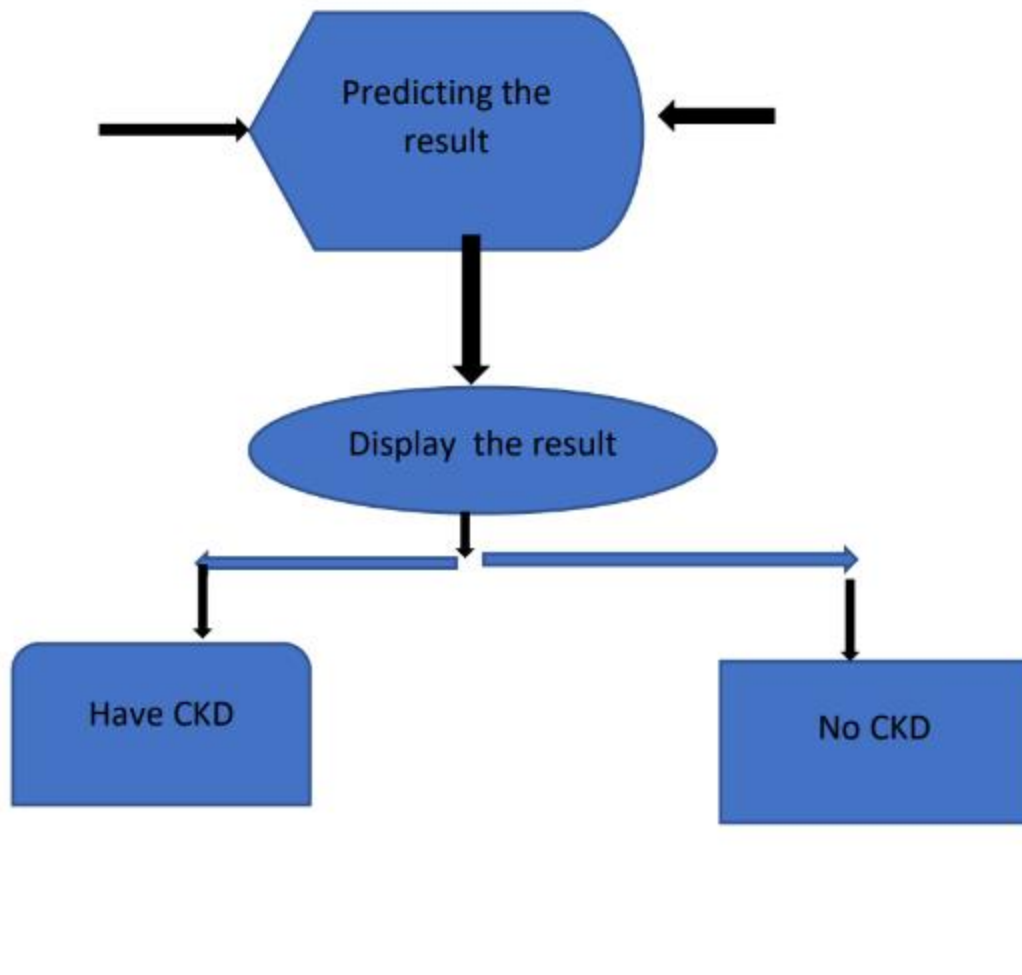 Predicting the
result
Display  the result
Have CKD
No CKD